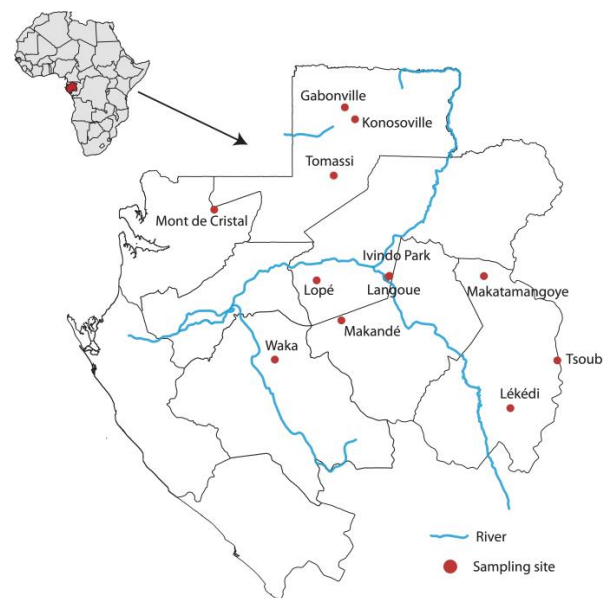 Gabonville
Konosoville
Tomassi
Mont de Cristal
Ivindo Park
Lopé
Langoue
Makatamangoye
Makandé
Waka
Tsoub
Lékédi
River
Sampling site